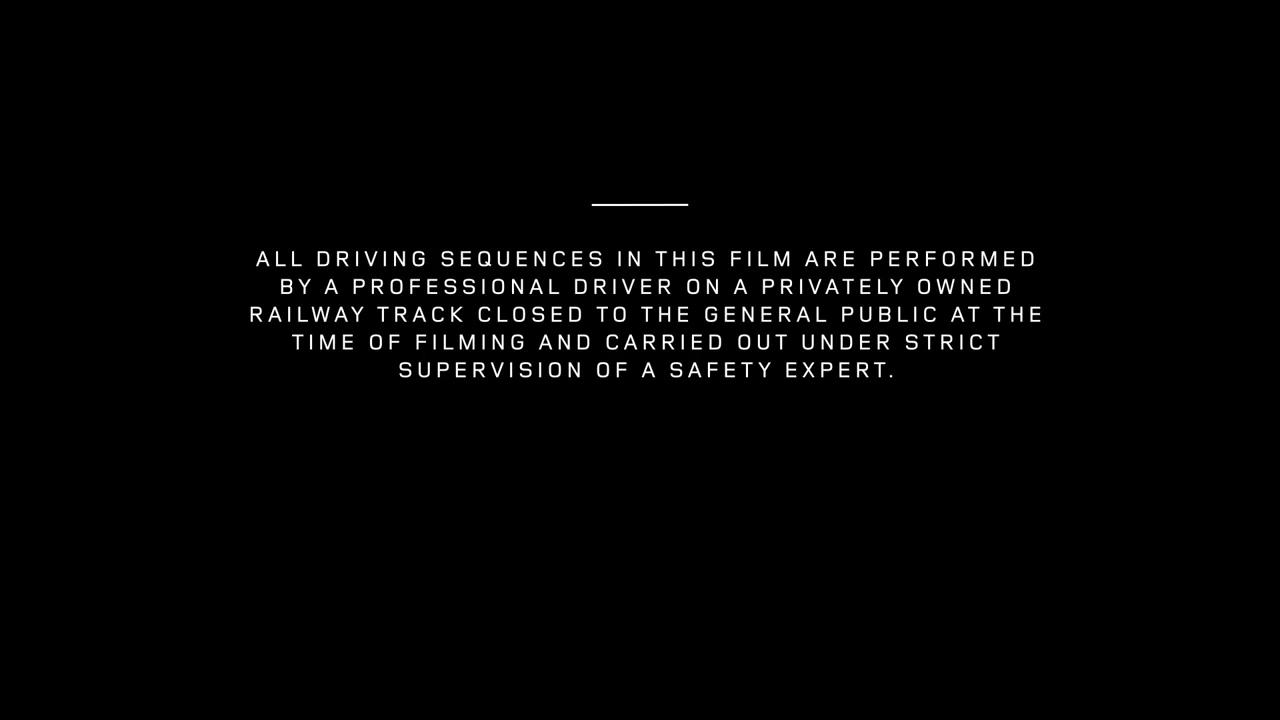 ALL DRIVING SEQUENCES IN THIS FILM ARE PERFORMED
BY A PROFESSIONAL DRIVER ON A PRIVATELY OWNED
RAILWAY TRACK CLOSED TO THE GENERAL PUBLIC AT THE
TIME OF FILMING AND CARRIED OUT UNDER STRICT
SUPERVISION OF A SAFETY EXPERT.